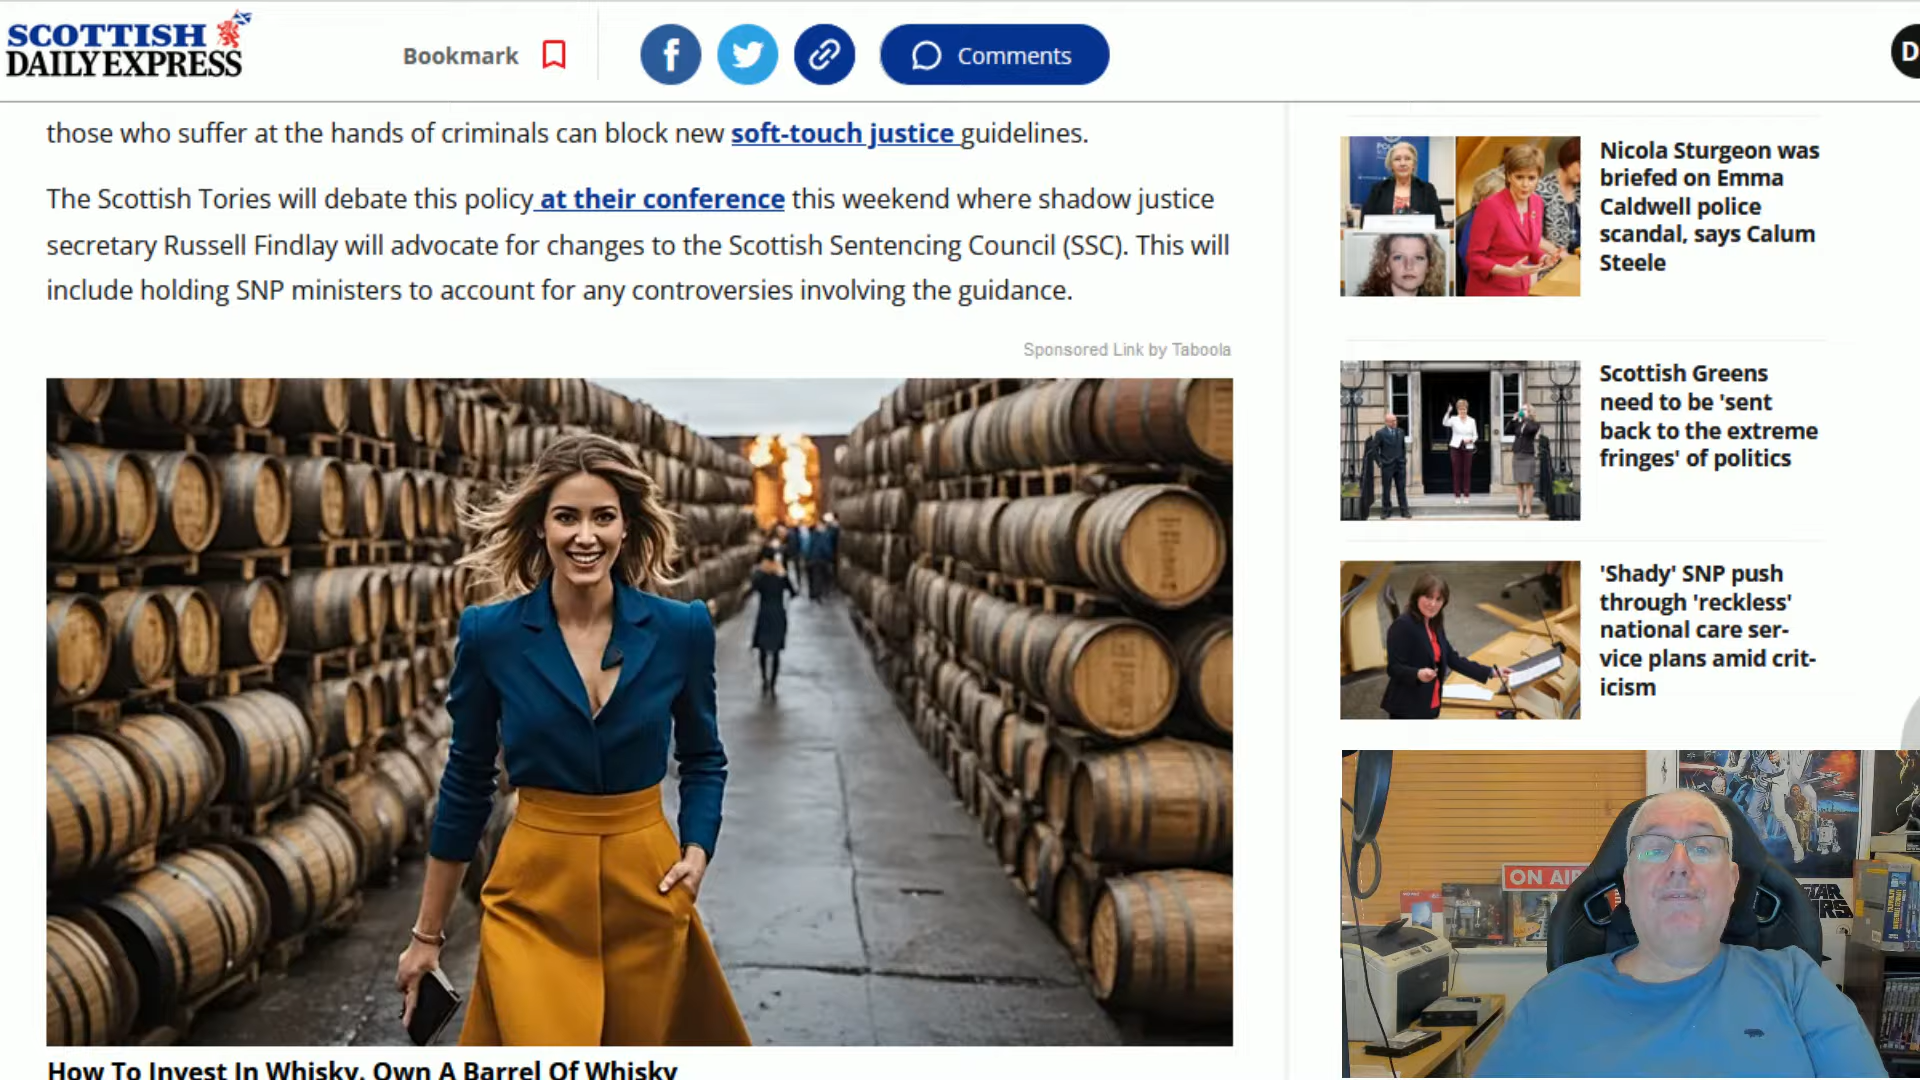 SCOTTISH
DAILY EXPRESS
Bookmark
f
Comments
D
those who suffer at the hands of criminals can block new soft-touch justice guidelines.
The Scottish Tories will debate this policy at their conference this weekend where shadow justice
secretary Russell Findlay will advocate for changes to the Scottish Sentencing Council (SSC). This will
include holding SNP ministers to account for any controversies involving the guidance.
Sponsored Link by Taboola
How To Invest In Whisky. Own A Barrel Of Whisky
Nicola Sturgeon was
briefed on Emma
Caldwell police
scandal, says Calum
Steele
Scottish Greens
need to be 'sent
back to the extreme
fringes' of politics
'Shady' SNP push
through 'reckless'
national care ser-
vice plans amid crit-
icism
ON AIR
STAR
WARS